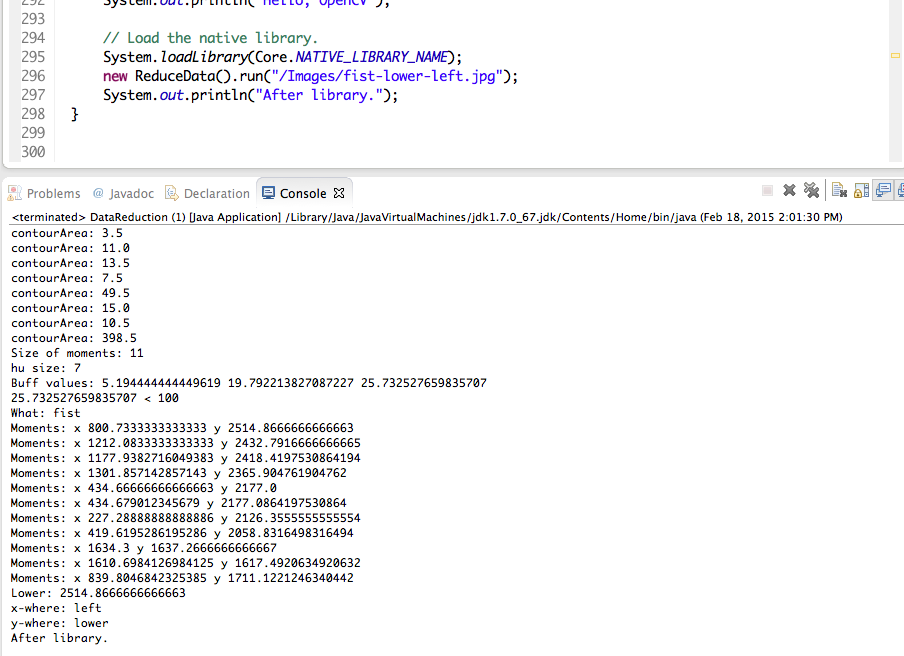 292 System.out.println("Hello, OpenCV");
293
294 // Load the native library.
295 System.loadLibrary(Core.NATIVE_LIBRARY_NAME);
296 new ReduceData().run("/Images/fist-lower-left.jpg");
297 System.out.println("After library.");
298 }
299
300
Problems @ Javadoc Declaration Console
<terminated> DataReduction (1) [Java Application] /Library/Java/JavaVirtualMachines/jdk1.7.0_67.jdk/Contents/Home/bin/java (Feb 18, 2015 2:01:30 PM)
contourArea: 3.5
contourArea: 11.0
contourArea: 13.5
contourArea: 7.5
contourArea: 49.5
contourArea: 15.0
contourArea: 10.5
contourArea: 398.5
Size of moments: 11
hu size: 7
Buff values: 5.194444444449619 19.792213827087227 25.732527659835707
25.732527659835707 < 100
What: fist
Moments: x 800.7333333333333 y 2514.8666666666663
Moments: x 1212.0833333333333 y 2432.7916666666665
Moments: x 1177.9382716049383 y 2418.4197530864194
Moments: x 1301.857142857143 y 2365.904761904762
Moments: x 434.66666666666663 y 2177.0
Moments: x 434.679012345679 y 2177.0864197530864
Moments: x 227.28888888888886 y 2126.3555555555554
Moments: x 419.6195286195286 y 2058.8316498316494
Moments: x 1634.3 y 1637.2666666666667
Moments: x 1610.6984126984125 y 1617.4920634920632
Moments: x 839.8046842325385 y 1711.1221246340442
Lower: 2514.8666666666663
x-where: left
y-where: lower
After library.